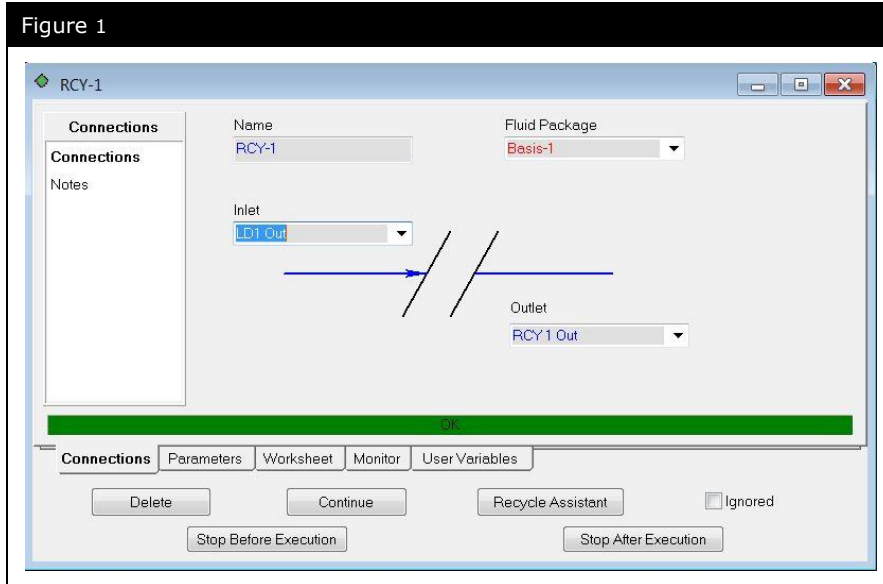 Figure 1
RCY-1
Connections
Connections
Notes
Name
RCY-1
Fluid Package
Basis-1
Inlet
LD1 Out
Outlet
RCY 1 Out
OK
Connections Parameters Worksheet Monitor User Variables
Delete Continue Recycle Assistant Ignored
Stop Before Execution Stop After Execution